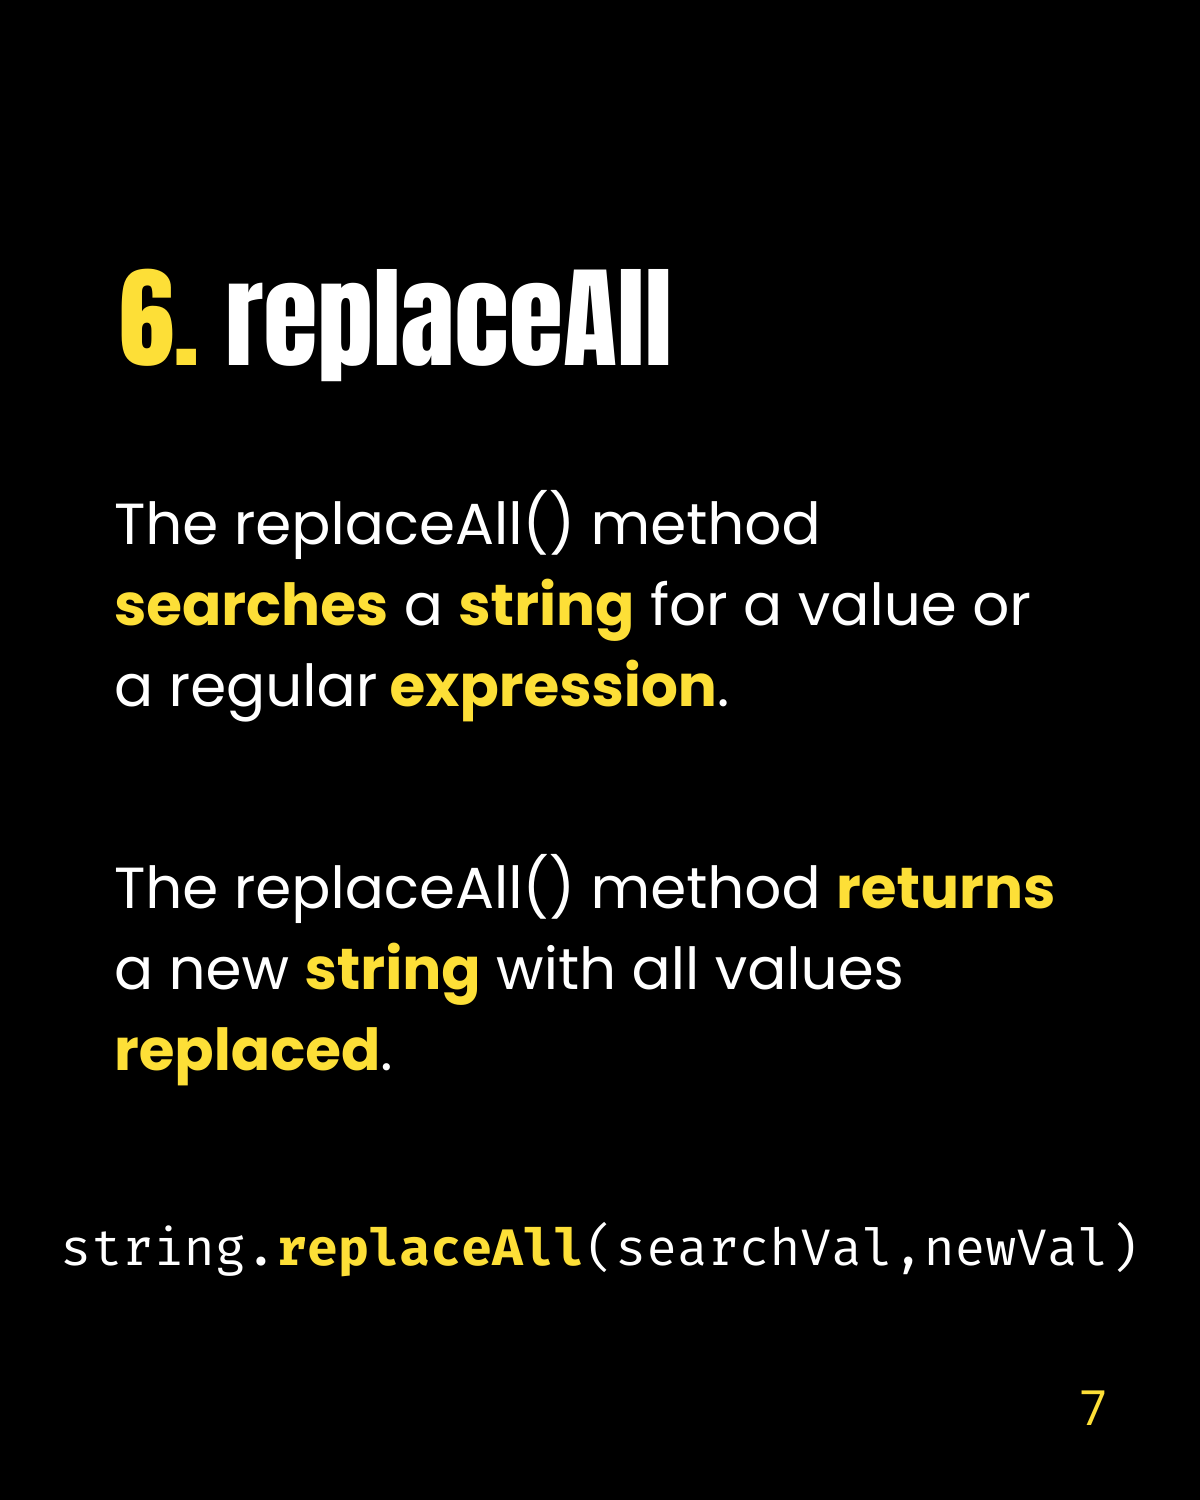 6. replaceAll
The replaceAll() method
searches a string for a value or
a regular expression.
The replaceAll() method returns
a new string with all values
replaced.
string.replaceAll(searchVal,newVal)
7